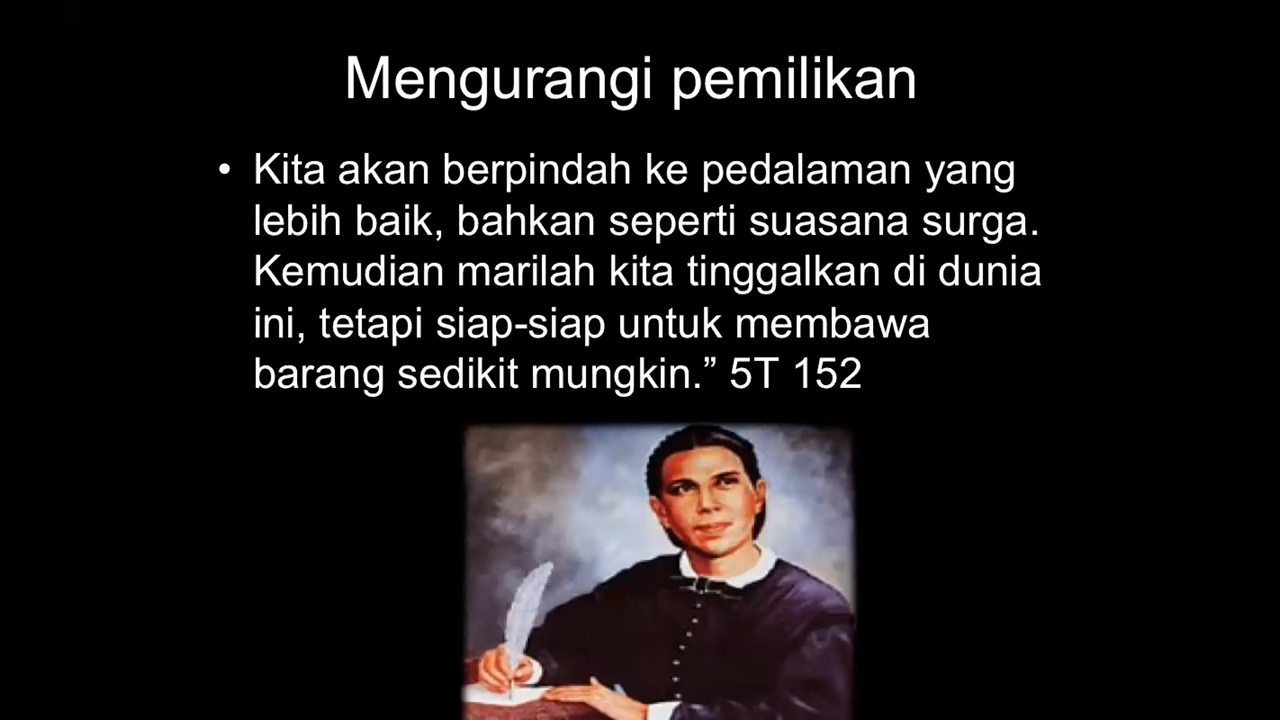 Mengurangi pemilikan
• Kita akan berpindah ke pedalaman yang
lebih baik, bahkan seperti suasana surga.
Kemudian marilah kita tinggalkan di dunia
ini, tetapi siap-siap untuk membawa
barang sedikit mungkin.” 5T 152